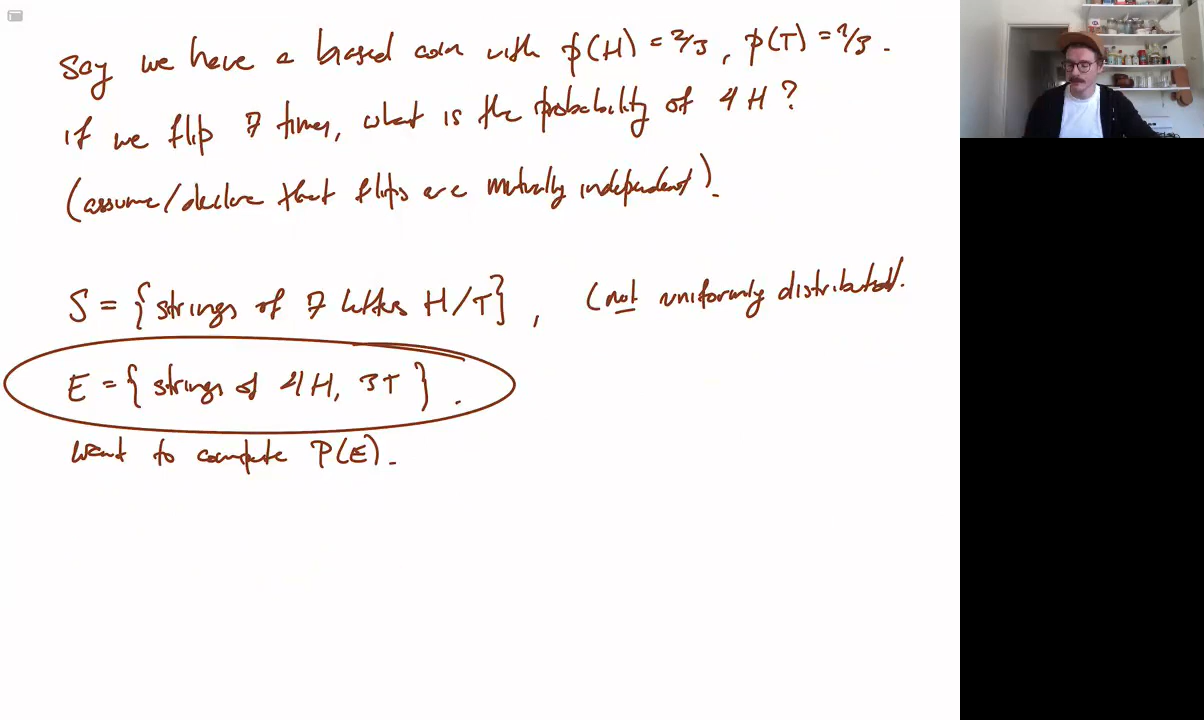 Say we have a biased coin with p(H) = 2/3, p(T) = 1/3.
If we flip 7 times, what is the probability of 4 H?
(assume/declare that flips are mutually independent).
S = {strings of 7 letters H/T}, (not uniformly distributed.
E = {strings of 4H, 3T}.
Want to compute P(E).